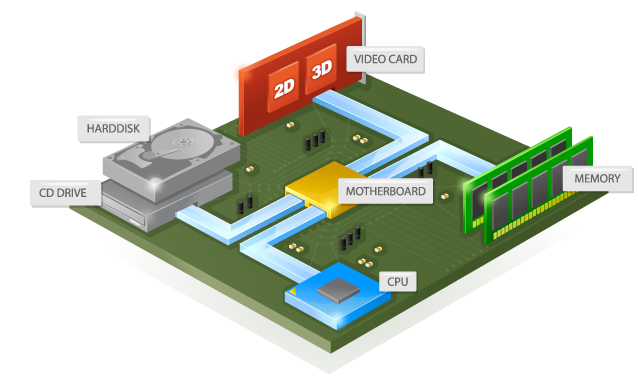 VIDEO CARD
2D
3D
HARDDISK
CD DRIVE
MOTHERBOARD
MEMORY
CPU